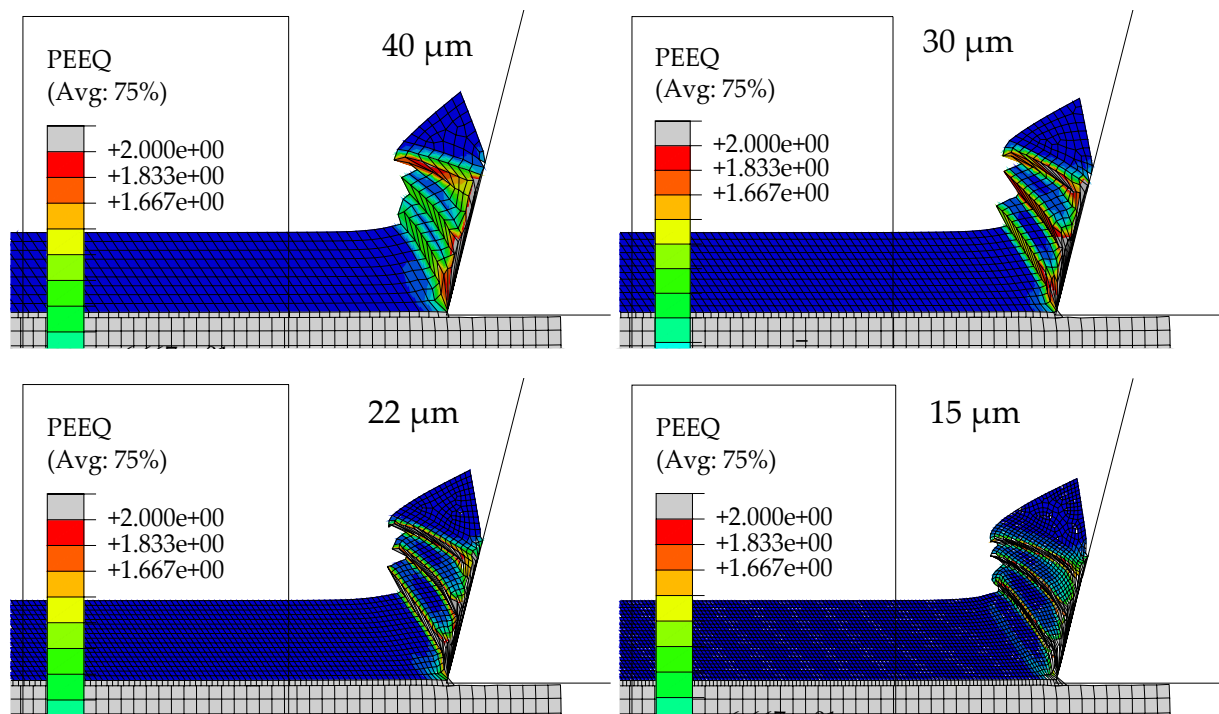 40 µm
PEEQ
(Avg: 75%)
+2.000e+00
+1.833e+00
+1.667e+00
30 µm
PEEQ
(Avg: 75%)
+2.000e+00
+1.833e+00
+1.667e+00
22 µm
PEEQ
(Avg: 75%)
+2.000e+00
+1.833e+00
+1.667e+00
15 µm
PEEQ
(Avg: 75%)
+2.000e+00
+1.833e+00
+1.667e+00